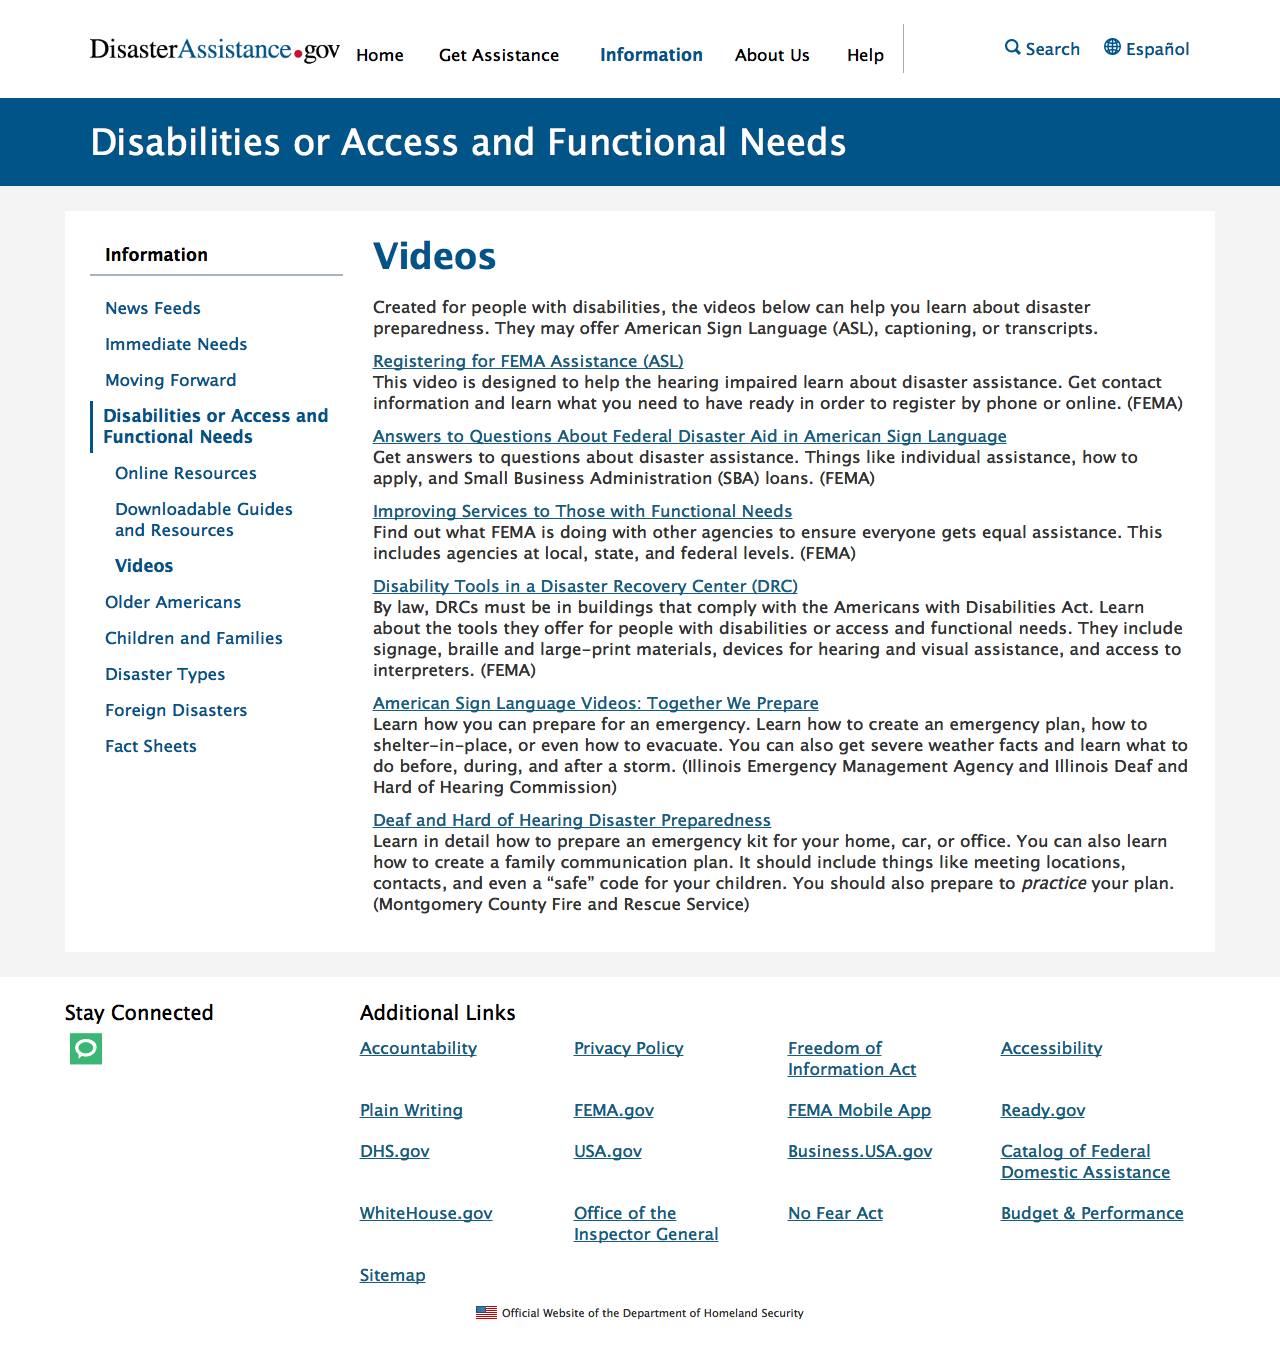 DisasterAssistance.gov
Home
Get Assistance
Information
About Us
Help
Search
Español
Disabilities or Access and Functional Needs
Information
News Feeds
Immediate Needs
Moving Forward
Disabilities or Access and
Functional Needs
Online Resources
Downloadable Guides
and Resources
Videos
Older Americans
Children and Families
Disaster Types
Foreign Disasters
Fact Sheets
Videos
Created for people with disabilities, the videos below can help you learn about disaster
preparedness. They may offer American Sign Language (ASL), captioning, or transcripts.
Registering for FEMA Assistance (ASL)
This video is designed to help the hearing impaired learn about disaster assistance. Get contact
information and learn what you need to have ready in order to register by phone or online. (FEMA)
Answers to Questions About Federal Disaster Aid in American Sign Language
Get answers to questions about disaster assistance. Things like individual assistance, how to
apply, and Small Business Administration (SBA) loans. (FEMA)
Improving Services to Those with Functional Needs
Find out what FEMA is doing with other agencies to ensure everyone gets equal assistance. This
includes agencies at local, state, and federal levels. (FEMA)
Disability Tools in a Disaster Recovery Center (DRC)
By law, DRCs must be in buildings that comply with the Americans with Disabilities Act. Learn
about the tools they offer for people with disabilities or access and functional needs. They include
signage, braille and large-print materials, devices for hearing and visual assistance, and access to
interpreters. (FEMA)
American Sign Language Videos: Together We Prepare
Learn how you can prepare for an emergency. Learn how to create an emergency plan, how to
shelter-in-place, or even how to evacuate. You can also get severe weather facts and learn what to
do before, during, and after a storm. (Illinois Emergency Management Agency and Illinois Deaf and
Hard of Hearing Commission)
Deaf and Hard of Hearing Disaster Preparedness
Learn in detail how to prepare an emergency kit for your home, car, or office. You can also learn
how to create a family communication plan. It should include things like meeting locations,
contacts, and even a “safe” code for your children. You should also prepare to practice your plan.
(Montgomery County Fire and Rescue Service)
Stay Connected
Additional Links
Accountability
Privacy Policy
Freedom of
Information Act
Accessibility
Plain Writing
FEMA.gov
FEMA Mobile App
Ready.gov
DHS.gov
USA.gov
Business.USA.gov
Catalog of Federal
Domestic Assistance
WhiteHouse.gov
Office of the
Inspector General
No Fear Act
Budget & Performance
Sitemap
Official Website of the Department of Homeland Security